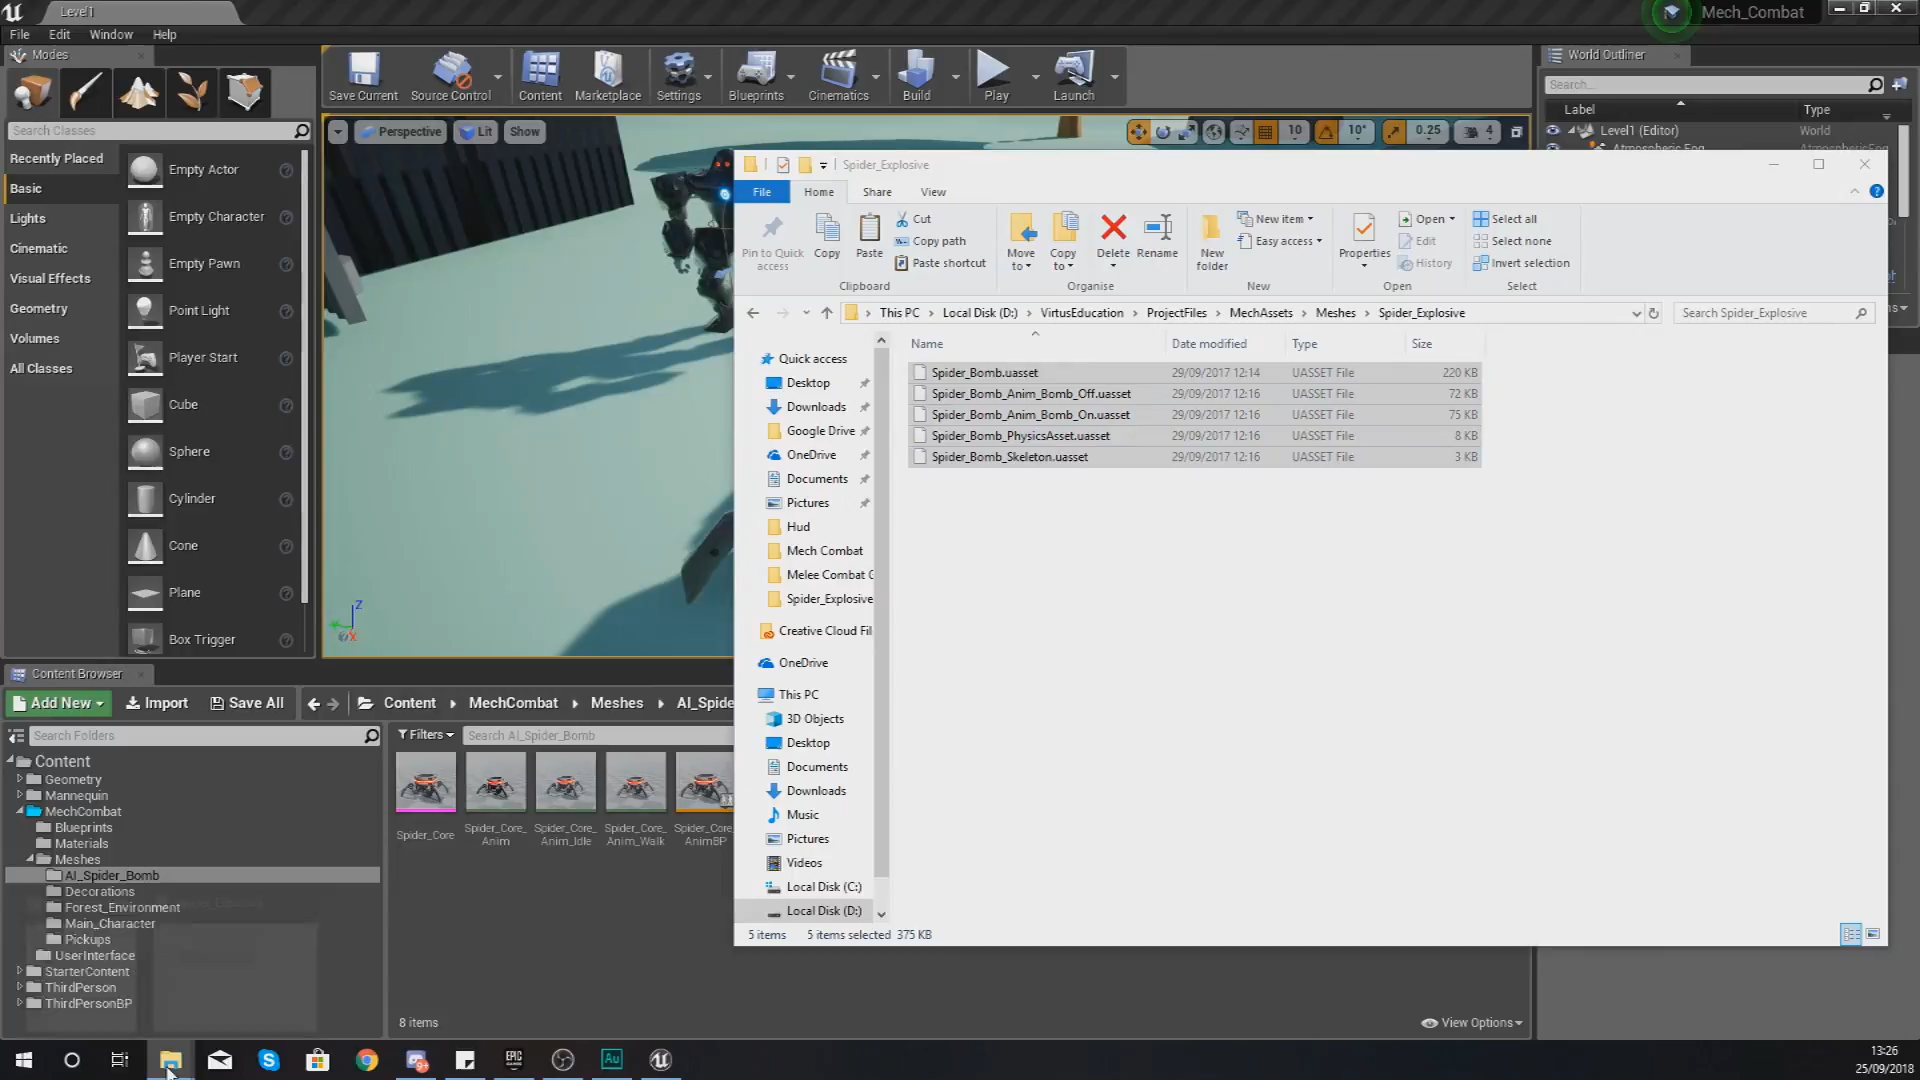 Level1
Mech_Combat
File Edit Window Help
Modes
World Outliner
Save Current Source Control Content Marketplace Settings Blueprints Cinematics Build Play Launch
Search...
Label Type
Search Classes
Perspective Lit Show
10 10° 0.25 4
Level1 (Editor) World
AtmosphericFog
Recently Placed
Basic
Lights
Cinematic
Visual Effects
Geometry
Volumes
All Classes
Empty Actor
Empty Character
Empty Pawn
Point Light
Player Start
Cube
Sphere
Cylinder
Cone
Plane
Box Trigger
Z
X
Spider_Explosive
File Home Share View
Pin to Quick access
Copy
Paste
Cut
Copy path
Paste shortcut
Clipboard
Move to
Copy to
Delete
Rename
Organise
New folder
New item
Easy access
New
Properties
Open
Edit
History
Open
Select all
Select none
Invert selection
Select
This PC Local Disk (D:) VirtusEducation ProjectFiles MechAssets Meshes Spider_Explosive
Search Spider_Explosive
Name Date modified Type Size
Spider_Bomb.uasset 29/09/2017 12:14 UASSET File 220 KB
Spider_Bomb_Anim_Bomb_Off.uasset 29/09/2017 12:16 UASSET File 72 KB
Spider_Bomb_Anim_Bomb_On.uasset 29/09/2017 12:16 UASSET File 75 KB
Spider_Bomb_PhysicsAsset.uasset 29/09/2017 12:16 UASSET File 8 KB
Spider_Bomb_Skeleton.uasset 29/09/2017 12:16 UASSET File 3 KB
Quick access
Desktop
Downloads
Google Drive
OneDrive
Documents
Pictures
Hud
Mech Combat
Melee Combat G
Spider_Explosive
Creative Cloud Fil
OneDrive
This PC
3D Objects
Desktop
Documents
Downloads
Music
Pictures
Videos
Local Disk (C:)
Local Disk (D:)
5 items 5 items selected 375 KB
Content Browser
Add New Import Save All Content MechCombat Meshes AI_Spide
Search Folders
Filters Search AI_Spider_Bomb
Content
Geometry
Mannequin
MechCombat
Blueprints
Materials
Meshes
AI_Spider_Bomb
Decorations
Forest_Environment
Main_Character
Pickups
UserInterface
StarterContent
ThirdPerson
ThirdPersonBP
Spider_Core
Spider_Core_Anim
Spider_Core_Anim_Idle
Spider_Core_Anim_Walk
Spider_Core_AnimBP
8 items
View Options
EPIC GAMES
Au
13:26
25/09/2018